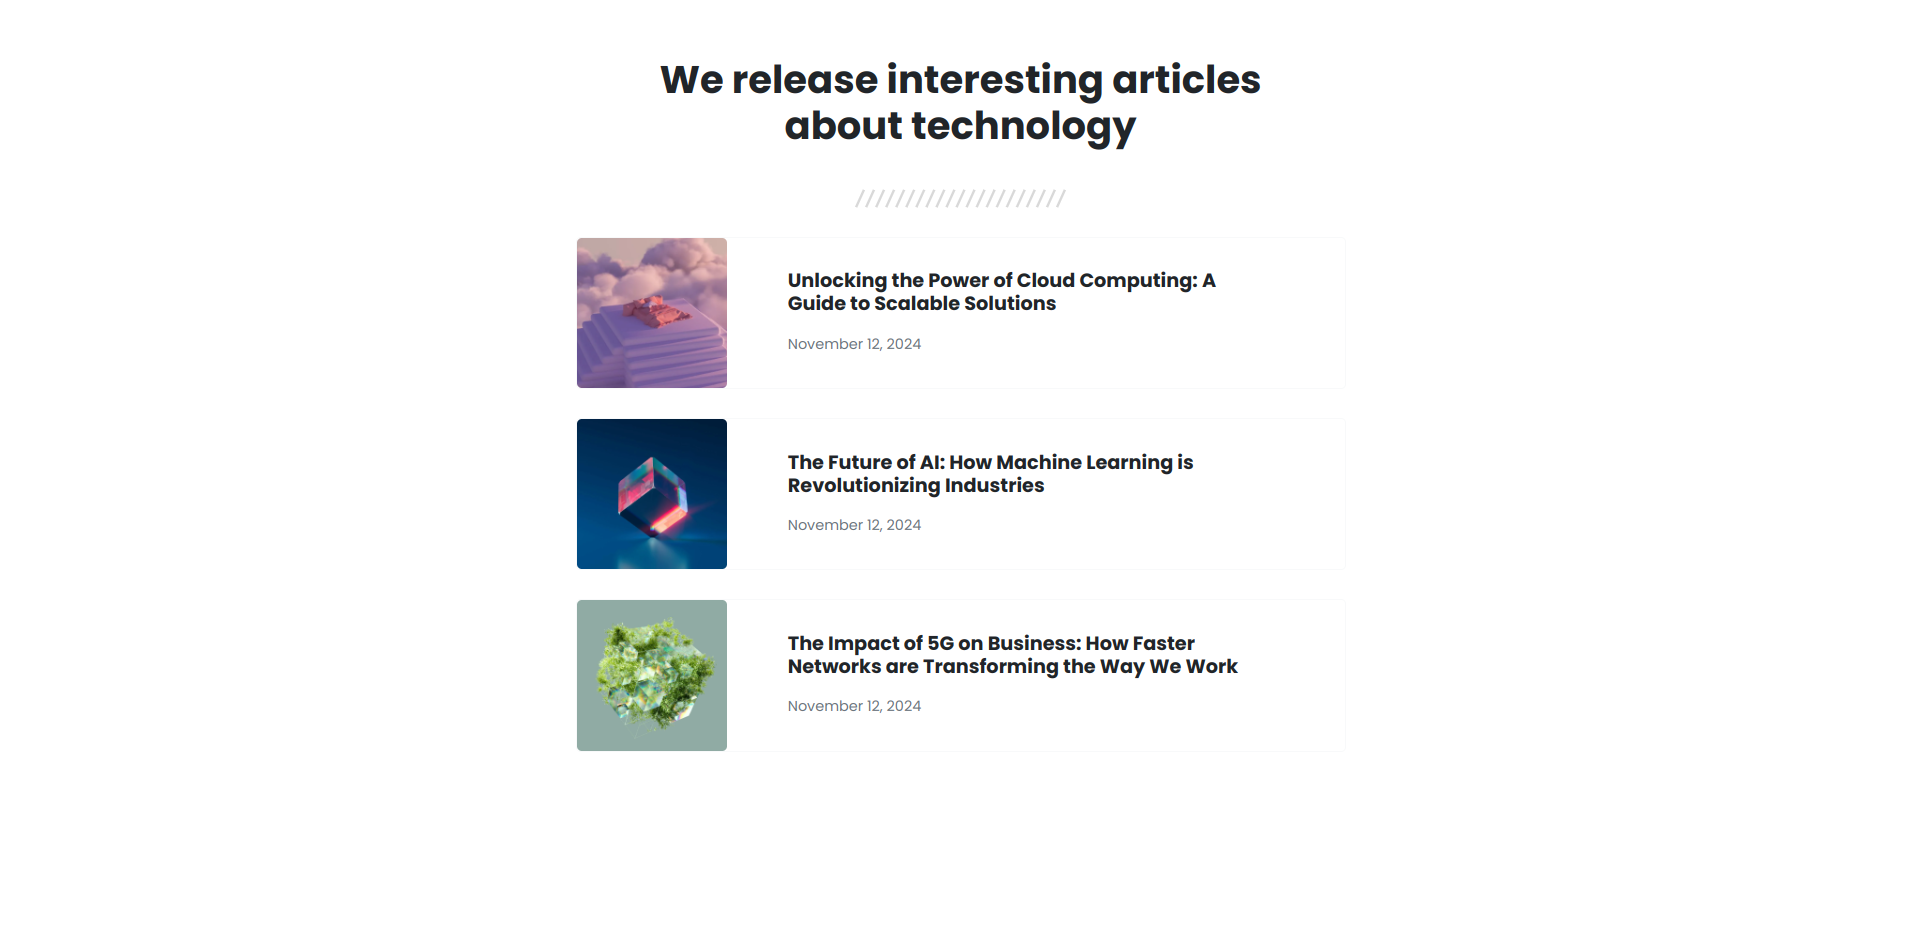 We release interesting articles
about technology
Unlocking the Power of Cloud Computing: A
Guide to Scalable Solutions
November 12, 2024
The Future of AI: How Machine Learning is
Revolutionizing Industries
November 12, 2024
The Impact of 5G on Business: How Faster
Networks are Transforming the Way We Work
November 12, 2024